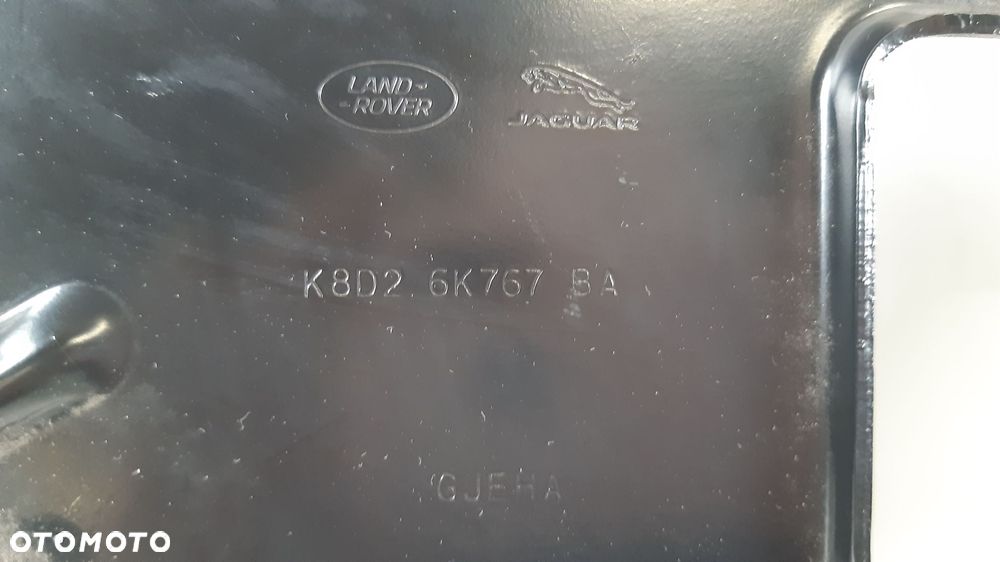 LAND-
-ROVER
JAGUAR
K8D2 6K767 BA
GJEHA
OTOMOTO